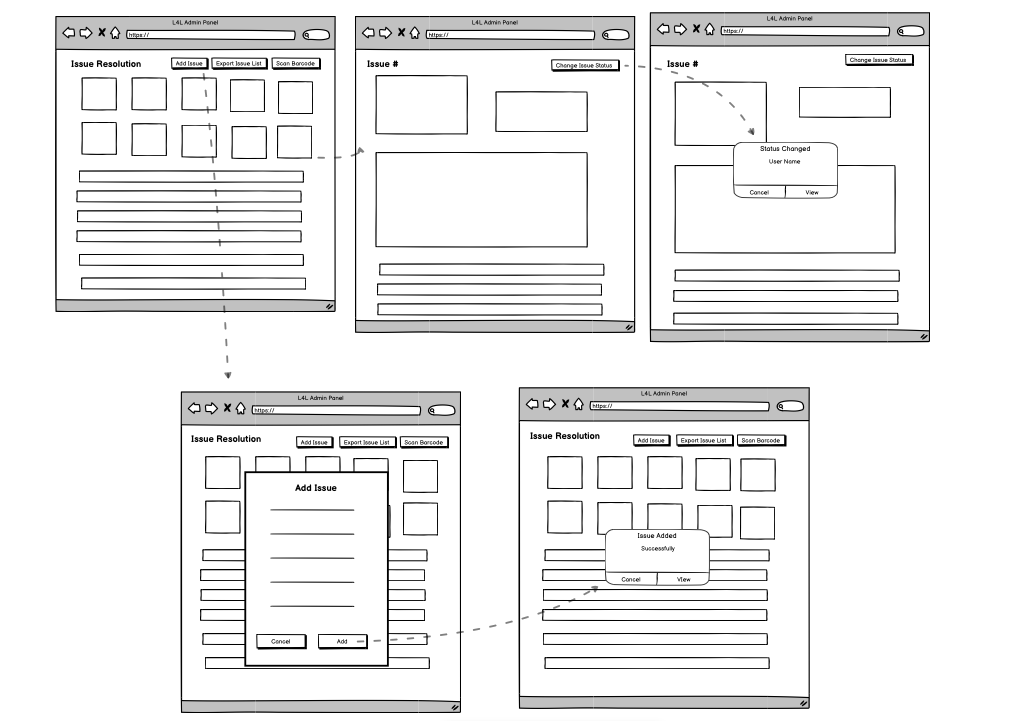 L4L Admin Panel
https://
Issue Resolution
Add Issue
Export Issue List
Scan Barcode
L4L Admin Panel
https://
Issue #
Change Issue Status
L4L Admin Panel
https://
Issue #
Change Issue Status
Status Changed
User Name
Cancel
View
L4L Admin Panel
https://
Issue Resolution
Add Issue
Export Issue List
Scan Barcode
Add Issue
Cancel
Add
L4L Admin Panel
https://
Issue Resolution
Add Issue
Export Issue List
Scan Barcode
Issue Added
Successfully
Cancel
View